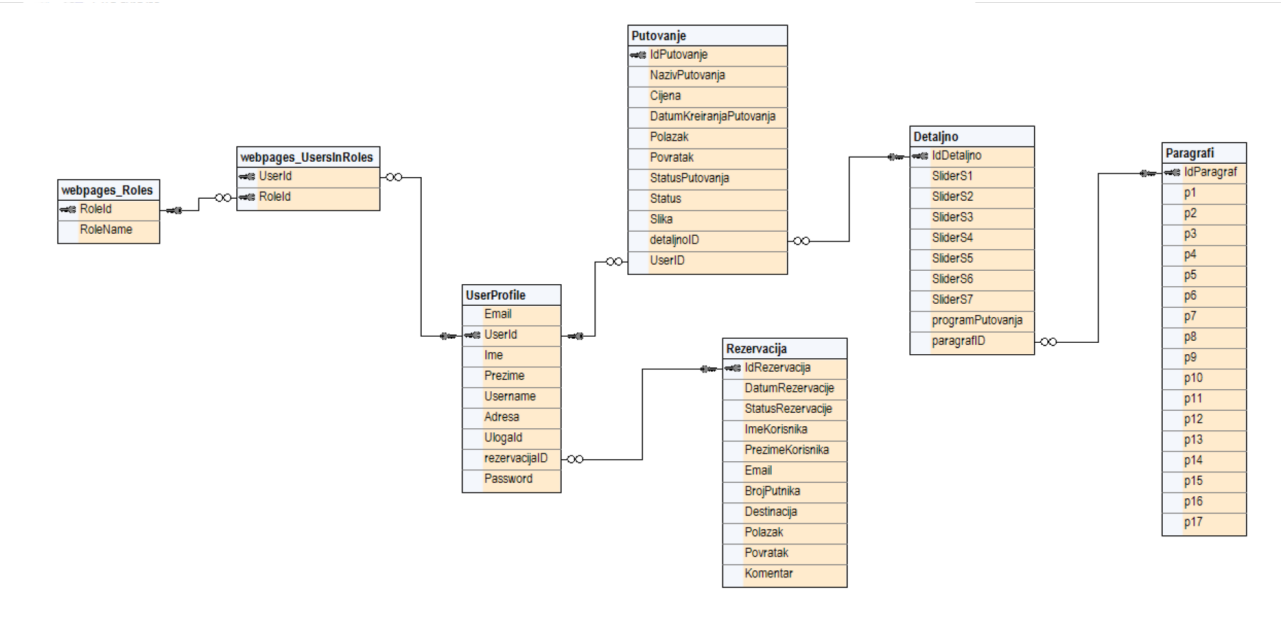 Putovanje
IdPutovanje
NazivPutovanja
Cijena
DatumKreiranjaPutovanja
Polazak
Povratak
StatusPutovanja
Status
Slika
detaljnoID
UserID
webpages_Roles
RoleId
RoleName
webpages_UsersInRoles
UserId
RoleId
UserProfile
Email
UserId
Ime
Prezime
Username
Adresa
UlogaId
rezervacijaID
Password
Rezervacija
IdRezervacija
DatumRezervacije
StatusRezervacije
ImeKorisnika
PrezimeKorisnika
Email
BrojPutnika
Destinacija
Polazak
Povratak
Komentar
Detaljno
IdDetaljno
SliderS1
SliderS2
SliderS3
SliderS4
SliderS5
SliderS6
SliderS7
programPutovanja
paragrafID
Paragrafi
IdParagraf
p1
p2
p3
p4
p5
p6
p7
p8
p9
p10
p11
p12
p13
p14
p15
p16
p17